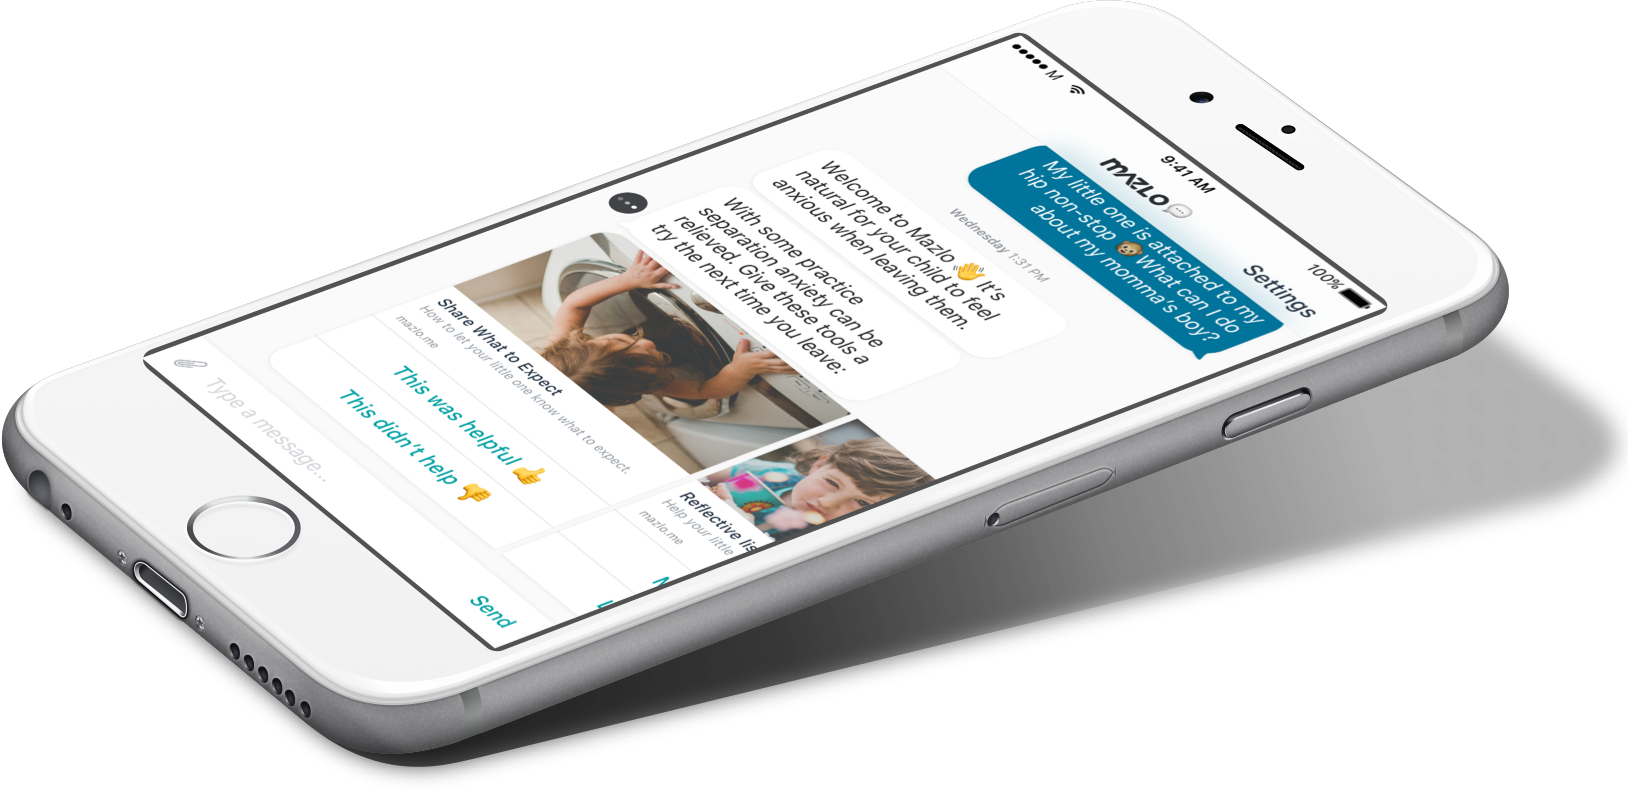 M
9:41 AM
100%
MAZLO
Settings
My little one is attached to my
hip non-stop 🐵 What can I do
about my momma's boy?
Wednesday 1:31 PM
Welcome to Mazlo 👋 It's
natural for your child to feel
anxious when leaving them.
With some practice
separation anxiety can be
relieved. Give these tools a
try the next time you leave:
Share What to Expect
How to let your little one know what to expect.
mazlo.me
This was helpful 👍
This didn't help 👎
Reflective lis
Help your little
mazlo.me
Type a message...
Send